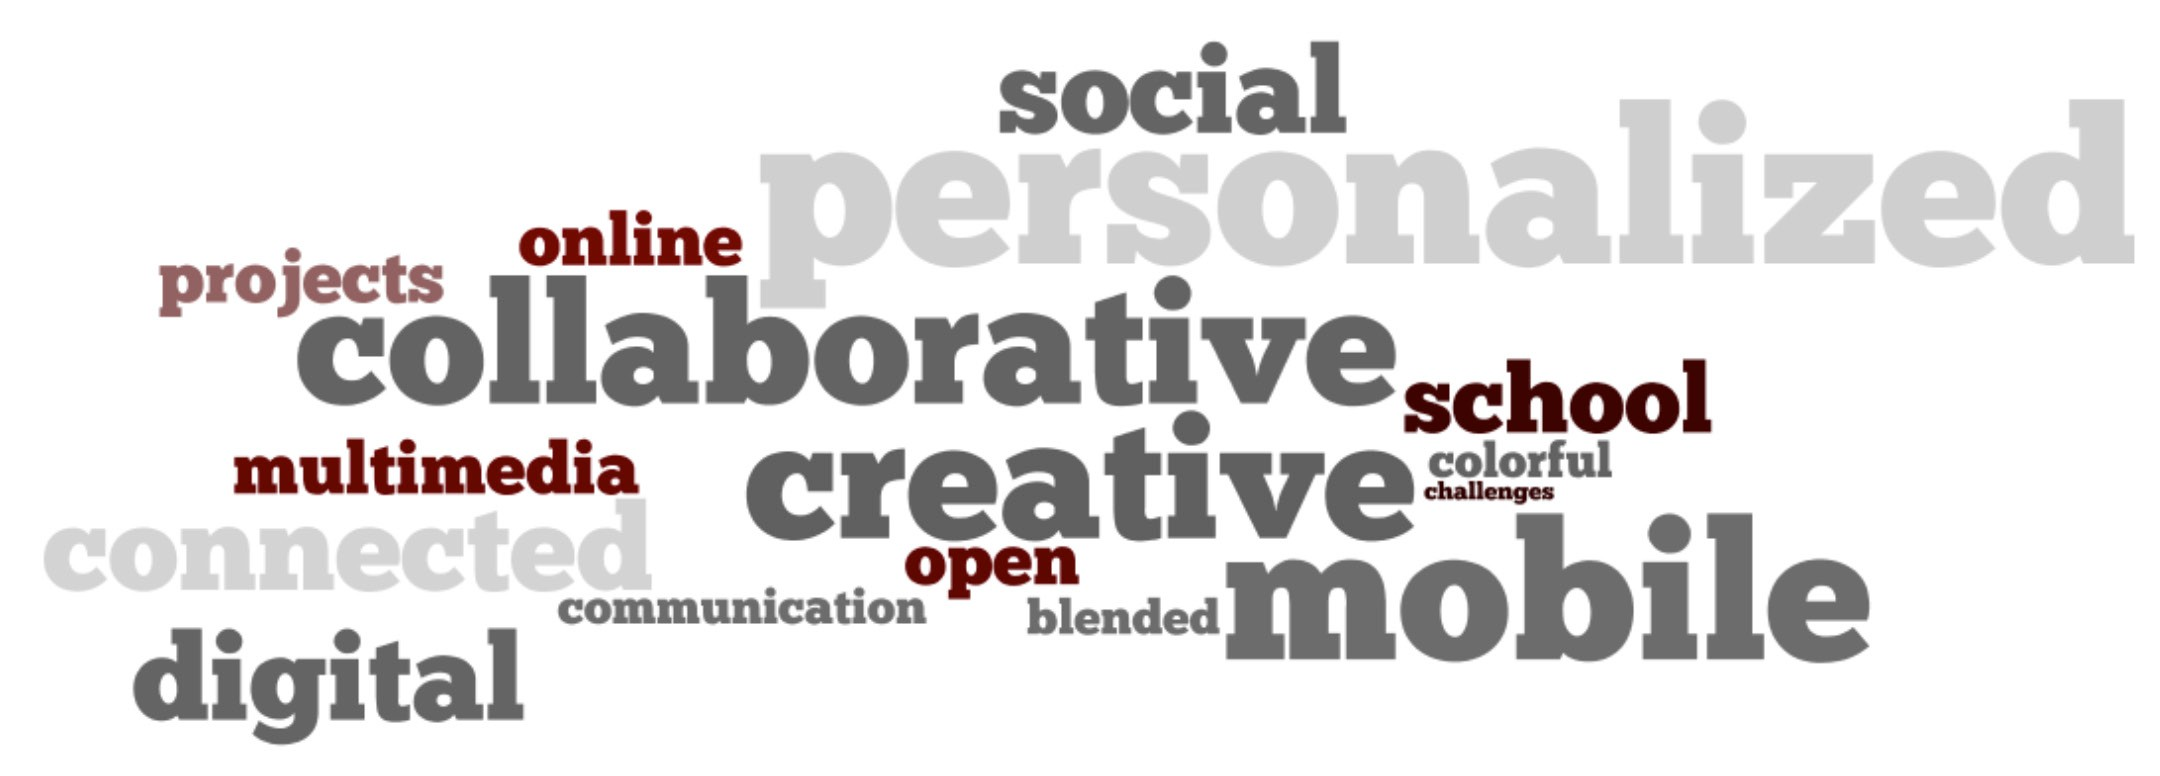 social
personalized
online
projects
collaborative
school
multimedia
creative
colorful
challenges
connected
open
mobile
communication
blended
digital